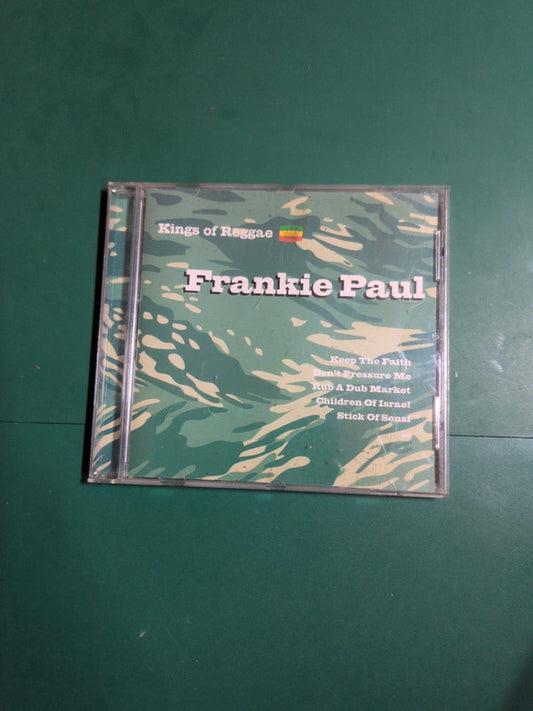 Kings of Reggae
Frankie Paul
Keep The Faith
Don't Pressure Me
Rub A Dub Market
Children Of Israel
Stick Of Sensi